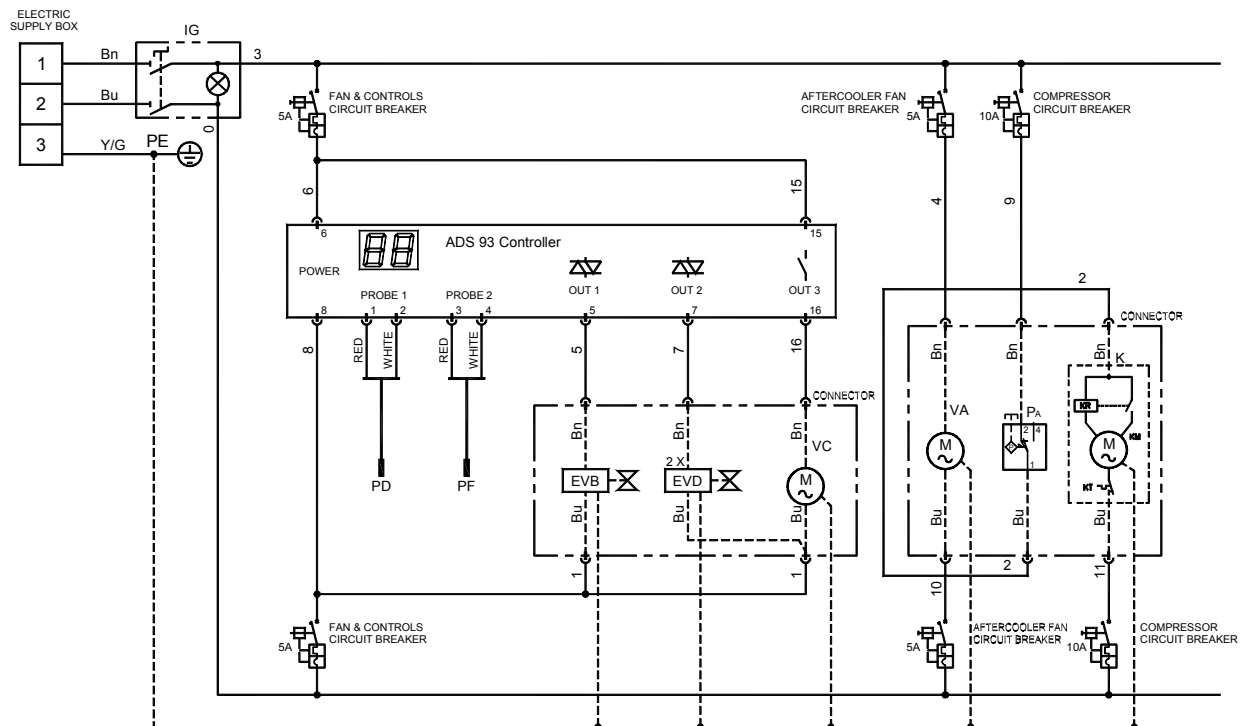 ELECTRIC
SUPPLY BOX
IG
1
Bn
3
2
Bu
0
3
Y/G
PE
FAN & CONTROLS
CIRCUIT BREAKER
5A
AFTERCOOLER FAN
CIRCUIT BREAKER
5A
COMPRESSOR
CIRCUIT BREAKER
10A
6
15
4
9
6
15
ADS 93 Controller
POWER
OUT 1
OUT 2
OUT 3
PROBE 1
PROBE 2
8
1
2
3
4
5
7
16
8
RED
WHITE
RED
WHITE
5
7
16
PD
PF
CONNECTOR
Bn
Bn
Bn
VC
EVB
2 X
EVD
M
Bu
Bu
Bu
1
1
2
CONNECTOR
Bn
Bn
Bn
K
VA
PA
KR
M
2
4
P
1
M
KM
KT
Bu
Bu
Bu
2
10
11
FAN & CONTROLS
CIRCUIT BREAKER
5A
AFTERCOOLER FAN
CIRCUIT BREAKER
5A
COMPRESSOR
CIRCUIT BREAKER
10A